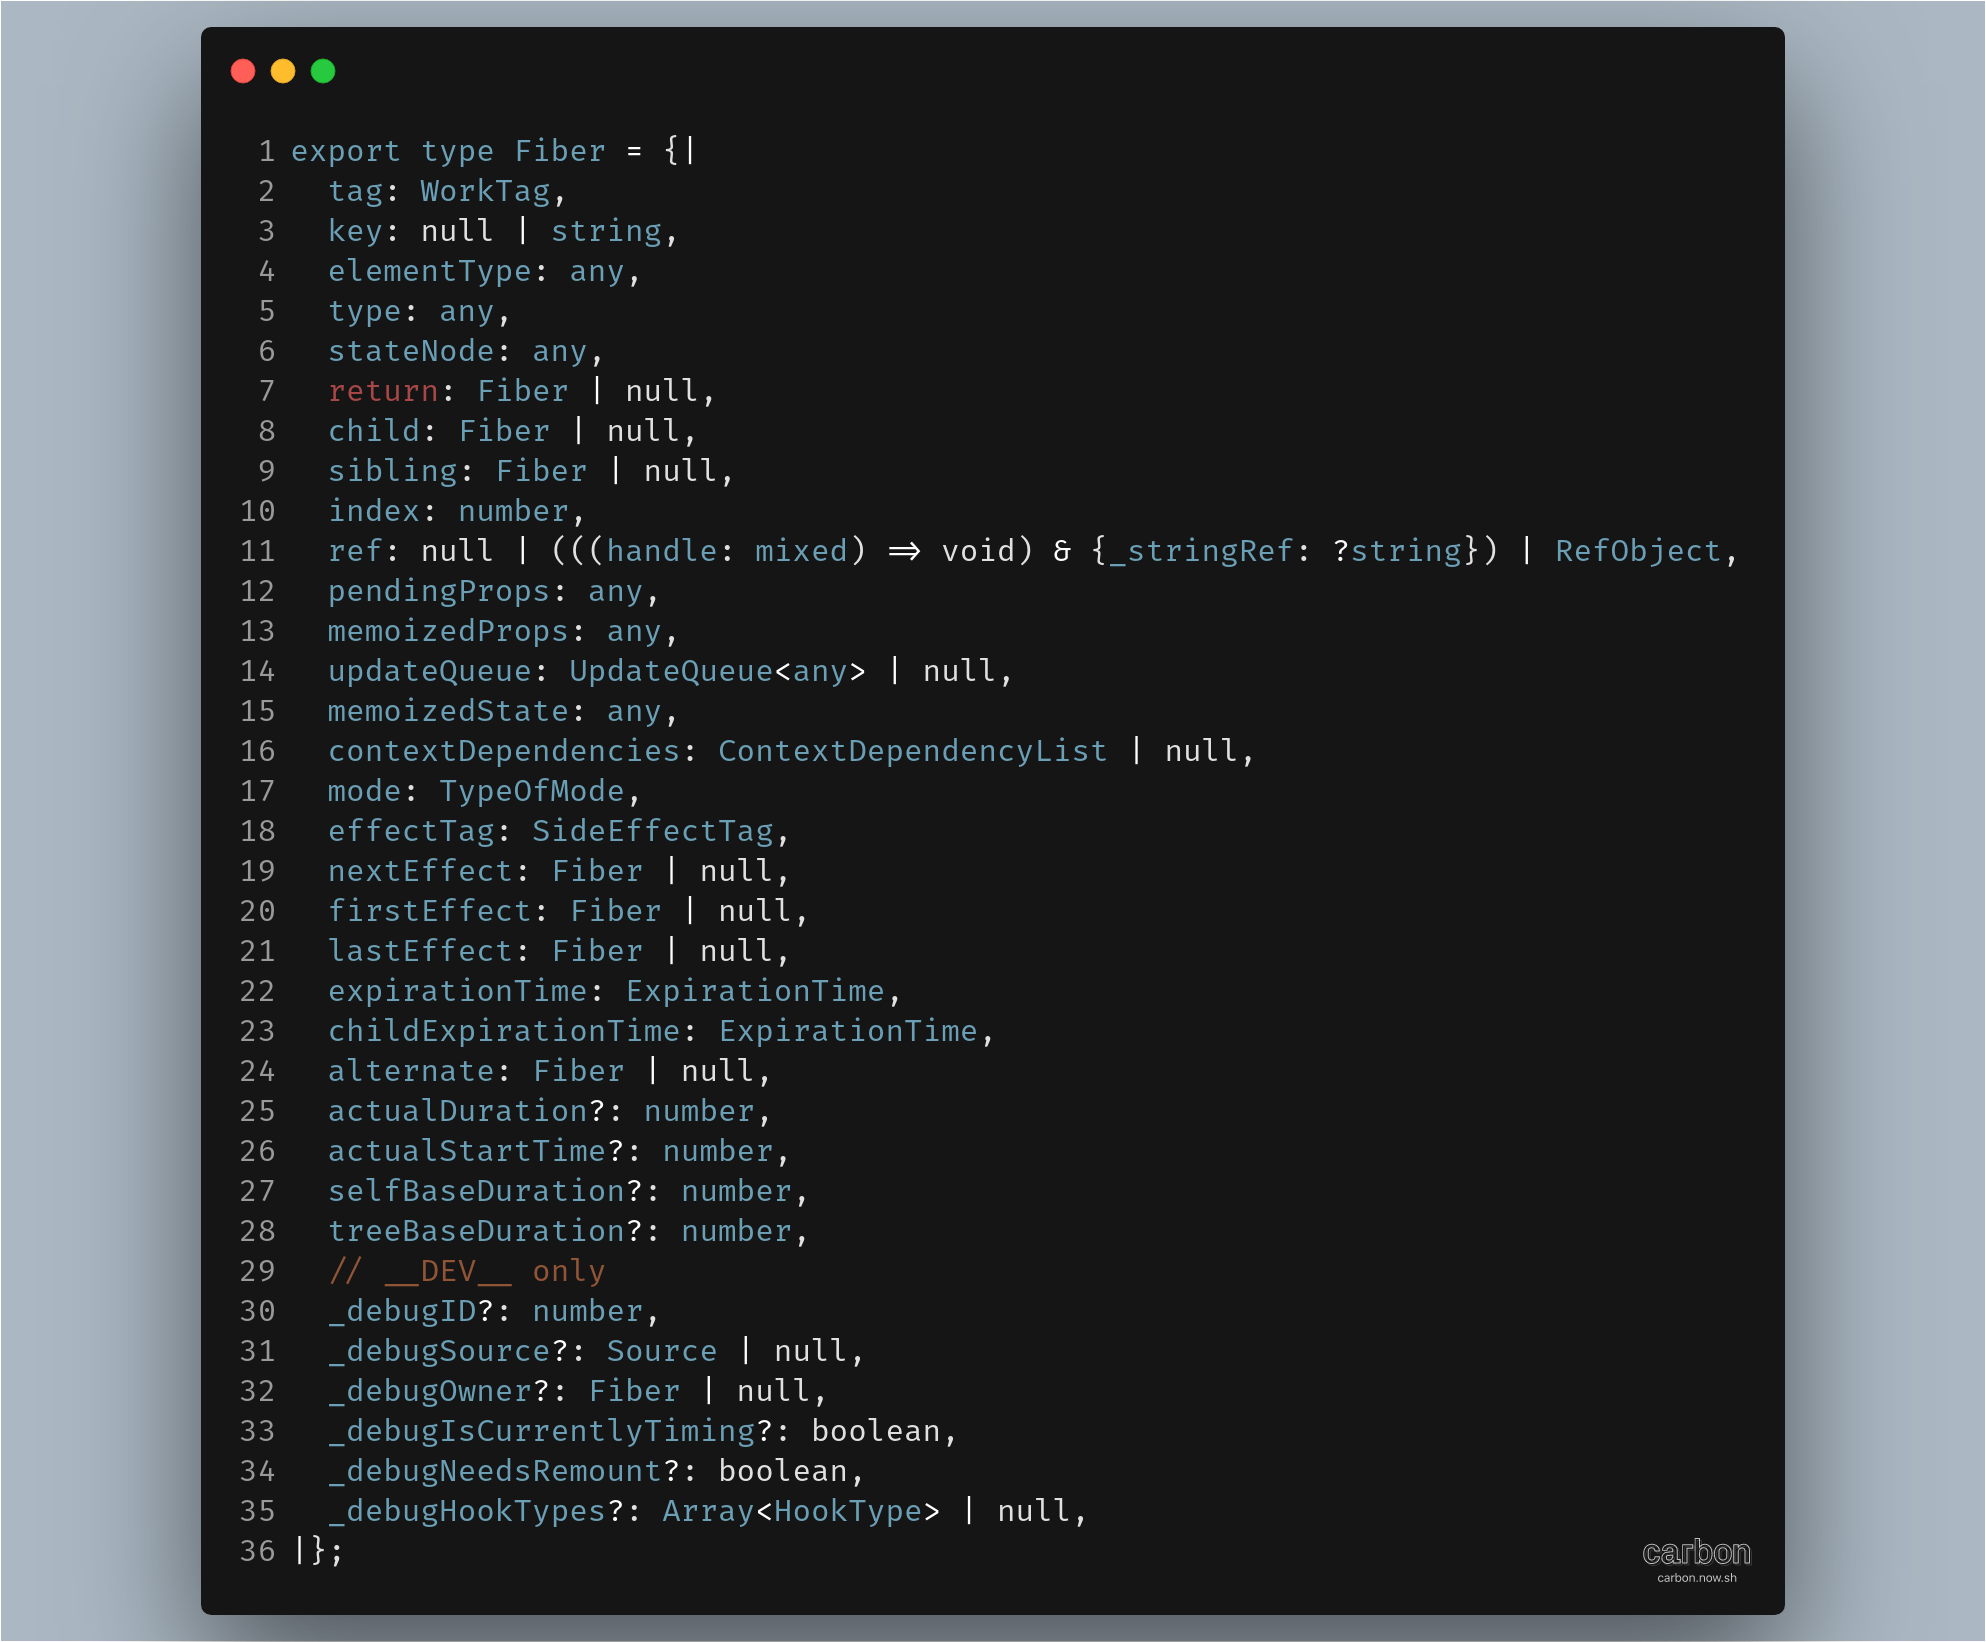 1 export type Fiber = {|
2   tag: WorkTag,
3   key: null | string,
4   elementType: any,
5   type: any,
6   stateNode: any,
7   return: Fiber | null,
8   child: Fiber | null,
9   sibling: Fiber | null,
10   index: number,
11   ref: null | (((handle: mixed) => void) & {_stringRef: ?string}) | RefObject,
12   pendingProps: any,
13   memoizedProps: any,
14   updateQueue: UpdateQueue<any> | null,
15   memoizedState: any,
16   contextDependencies: ContextDependencyList | null,
17   mode: TypeOfMode,
18   effectTag: SideEffectTag,
19   nextEffect: Fiber | null,
20   firstEffect: Fiber | null,
21   lastEffect: Fiber | null,
22   expirationTime: ExpirationTime,
23   childExpirationTime: ExpirationTime,
24   alternate: Fiber | null,
25   actualDuration?: number,
26   actualStartTime?: number,
27   selfBaseDuration?: number,
28   treeBaseDuration?: number,
29   // __DEV__ only
30   _debugID?: number,
31   _debugSource?: Source | null,
32   _debugOwner?: Fiber | null,
33   _debugIsCurrentlyTiming?: boolean,
34   _debugNeedsRemount?: boolean,
35   _debugHookTypes?: Array<HookType> | null,
36 |};
carbon
carbon.now.sh